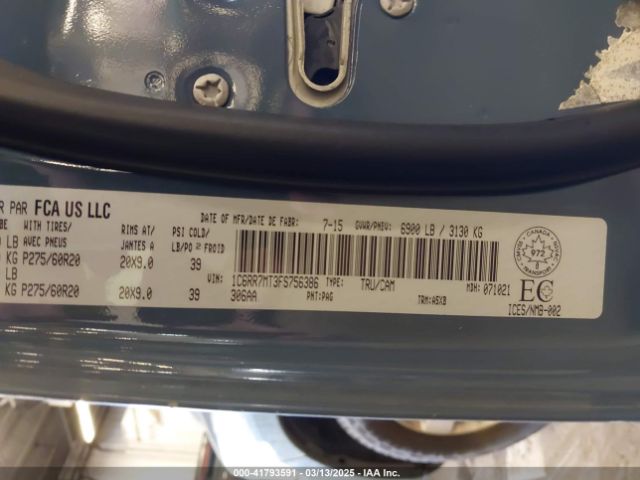 R PAR FCA US LLC
DATE OF MFR/DATE DE FABR: 7-15 GVWR/PNBV: 6900 LB / 3130 KG
WITH TIRES/ RIMS AT/ PSI COLD/
LB AVEC PNEUS JANTES A LB/PO² FROID
KG P275/60R20 20X9.0 39
VIN: 1C6RR7MT3FS756386 TYPE: TRU/CAM MDH: 071021
LB 306AA PNT:PAG TRM:A5X8
KG P275/60R20 20X9.0 39
CANADA
972
TRANSPORT
EC
ICES/NMB-002
00-41793591 / 03/13/2025 / IAA Inc.